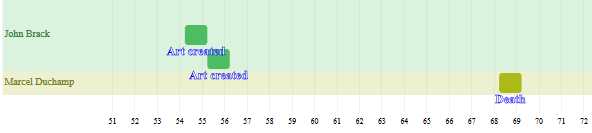 John Brack
Art created
Art created
Marcel Duchamp
Death
51 52 53 54 55 56 57 58 59 60 61 62 63 64 65 66 67 68 69 70 71 72